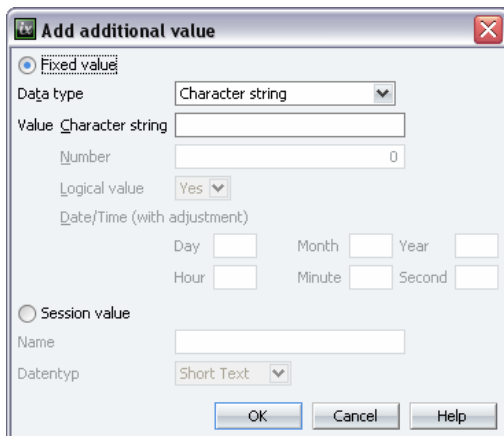 ix Add additional value
Fixed value
Data type Character string
Value Character string
Number 0
Logical value Yes
Date/Time (with adjustment)
Day Month Year
Hour Minute Second
Session value
Name
Datentyp Short Text
OK Cancel Help